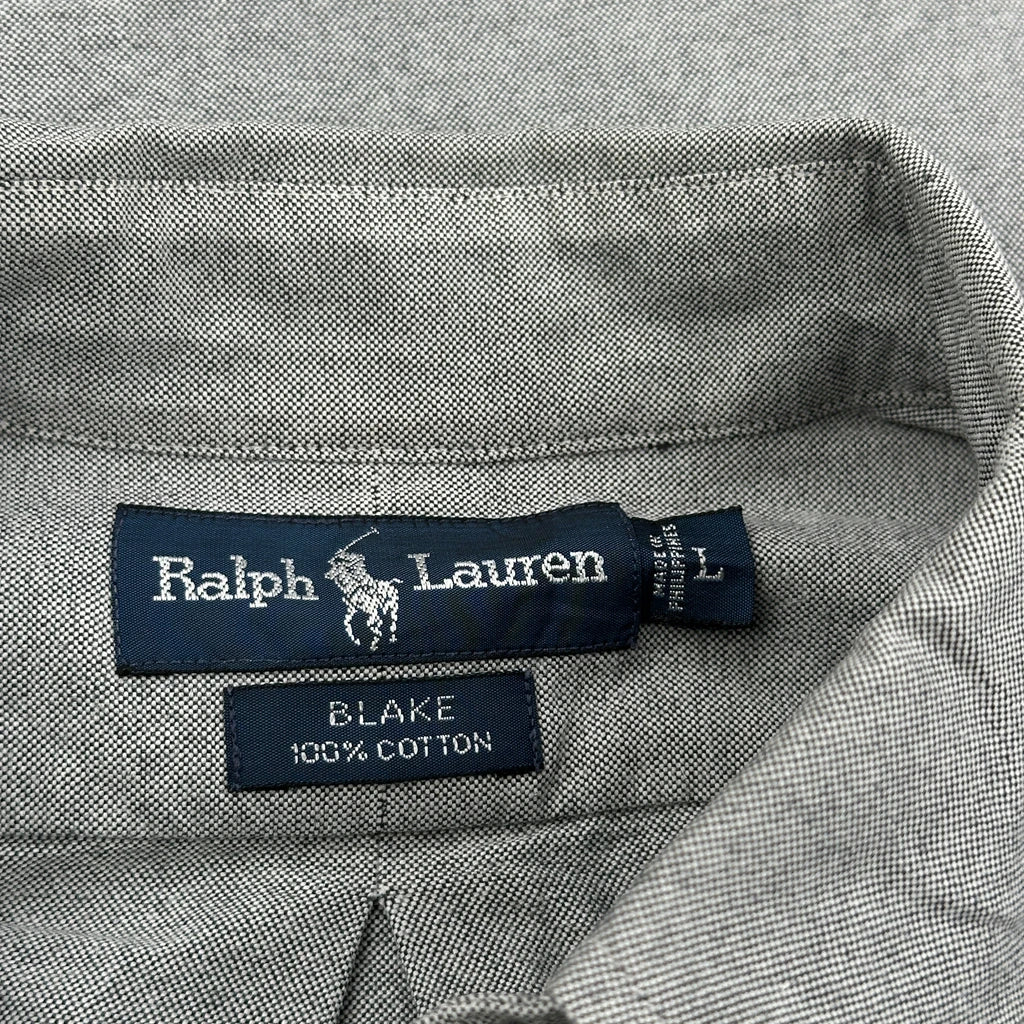 Ralph Lauren
MADE IN
PHILIPPINES
L
BLAKE
100% COTTON